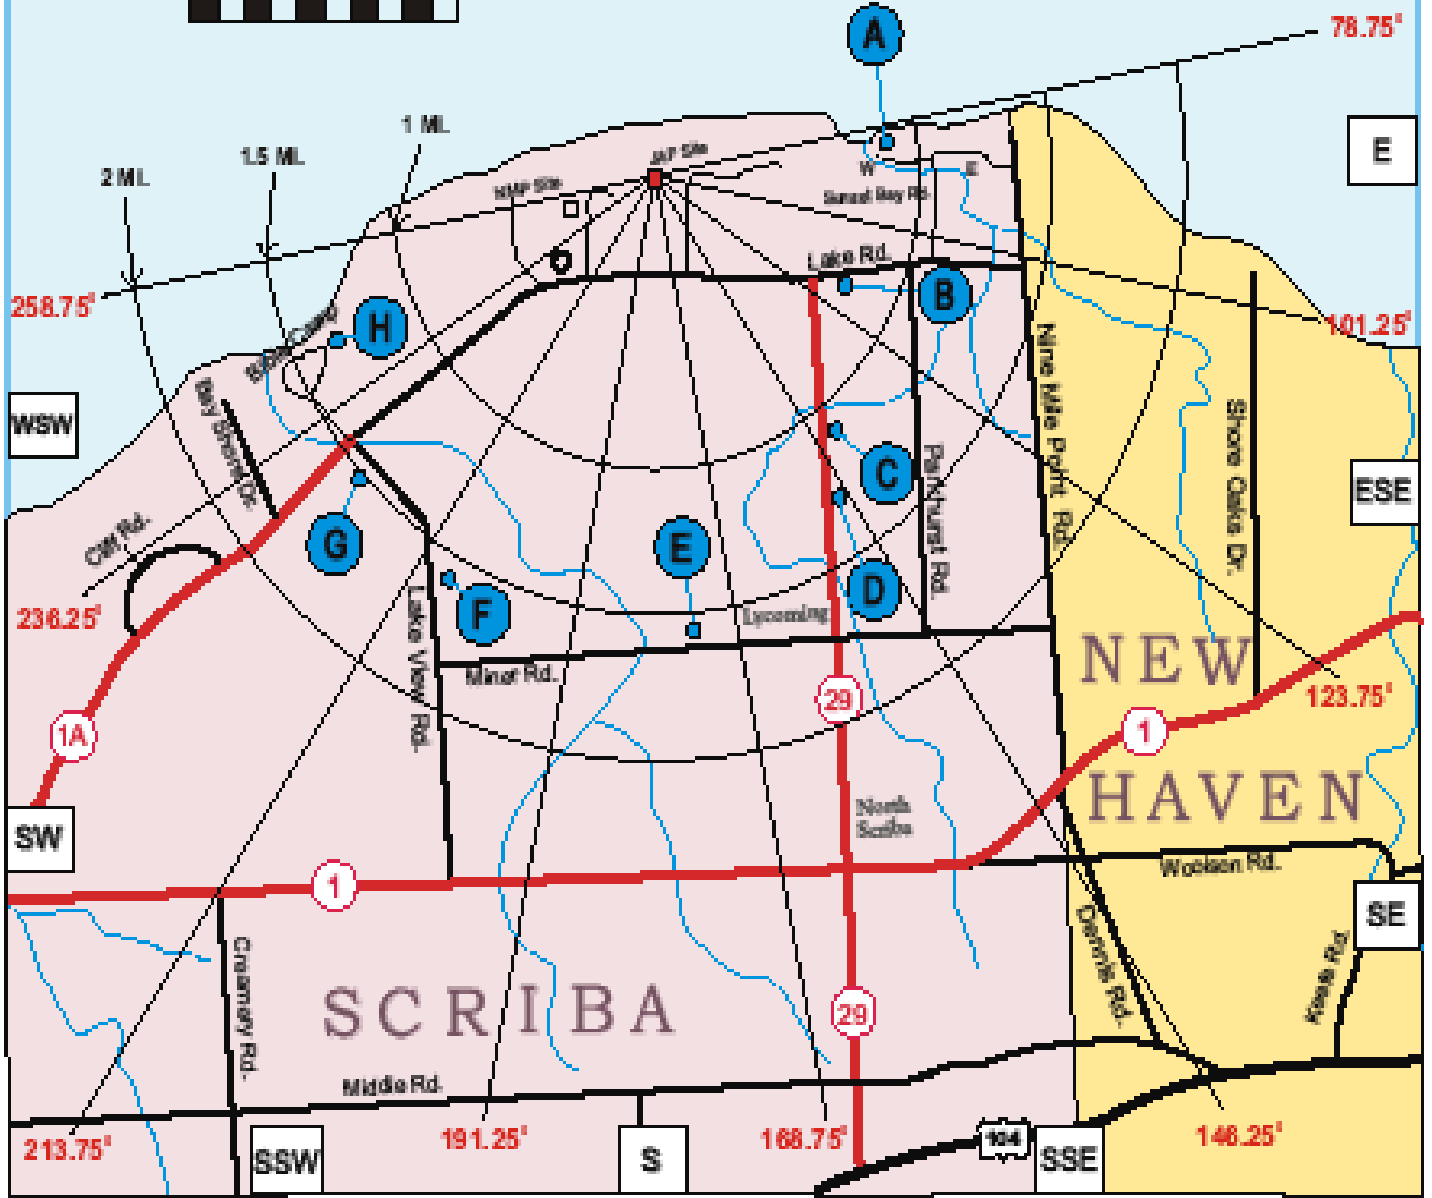 A
78.75°
1 MI.
1.5 MI.
2 MI.
E
JAF Site
NMP Site
W
E
Sunset Bay Rd.
Lake Rd.
258.75°
B
101.25°
H
Bible Camp
Nine Mile Point Rd.
WSW
Bay Shore Dr.
Shore Oaks Dr.
C
Parkhurst Rd.
ESE
Cliff Rd.
G
E
D
236.25°
F
Lycoming
Lake View Rd.
Miner Rd.
NEW
29
123.75°
1A
1
HAVEN
North
Scriba
SW
Woolson Rd.
1
SE
Creamery Rd.
Dennis Rd.
SCRIBA
29
Middle Rd.
213.75°
SSW
191.25°
S
168.75°
104
SSE
146.25°